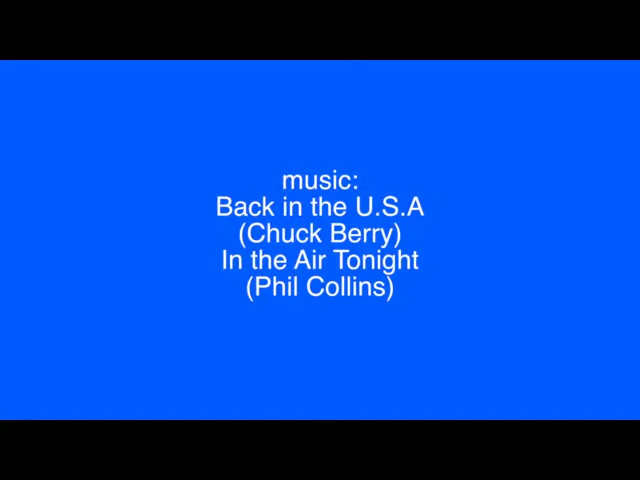 music:
Back in the U.S.A
(Chuck Berry)
In the Air Tonight
(Phil Collins)